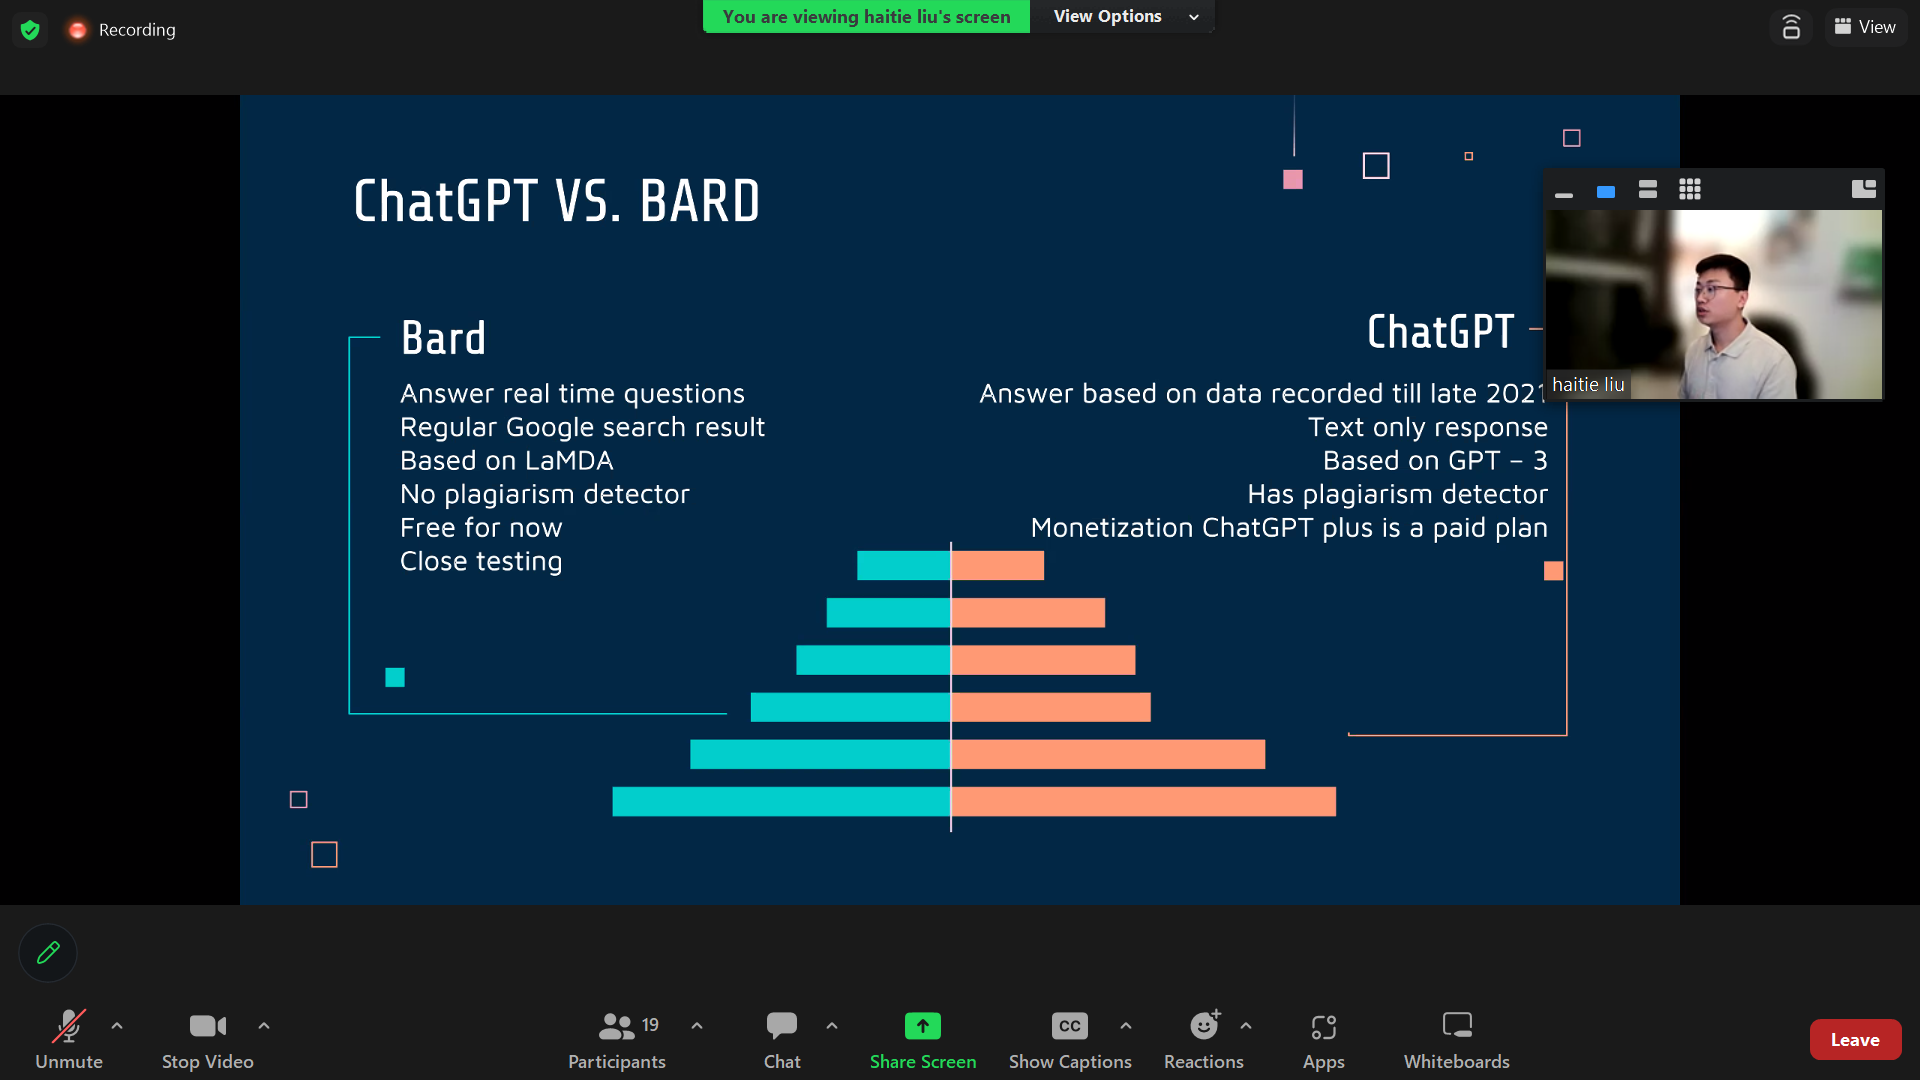 Recording
You are viewing haitie liu's screen
View Options
View
ChatGPT VS. BARD
Bard
Answer real time questions
Regular Google search result
Based on LaMDA
No plagiarism detector
Free for now
Close testing
ChatGPT
Answer based on data recorded till late 2021
Text only response
Based on GPT – 3
Has plagiarism detector
Monetization ChatGPT plus is a paid plan
haitie liu
Unmute
Stop Video
19
Participants
Chat
Share Screen
CC
Show Captions
Reactions
Apps
Whiteboards
Leave